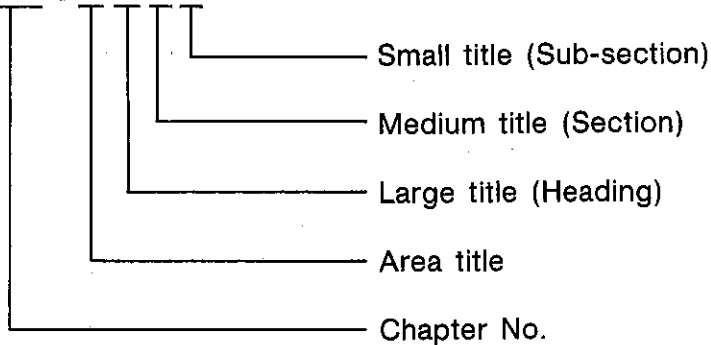 Small title (Sub-section)
Medium title (Section)
Large title (Heading)
Area title
Chapter No.